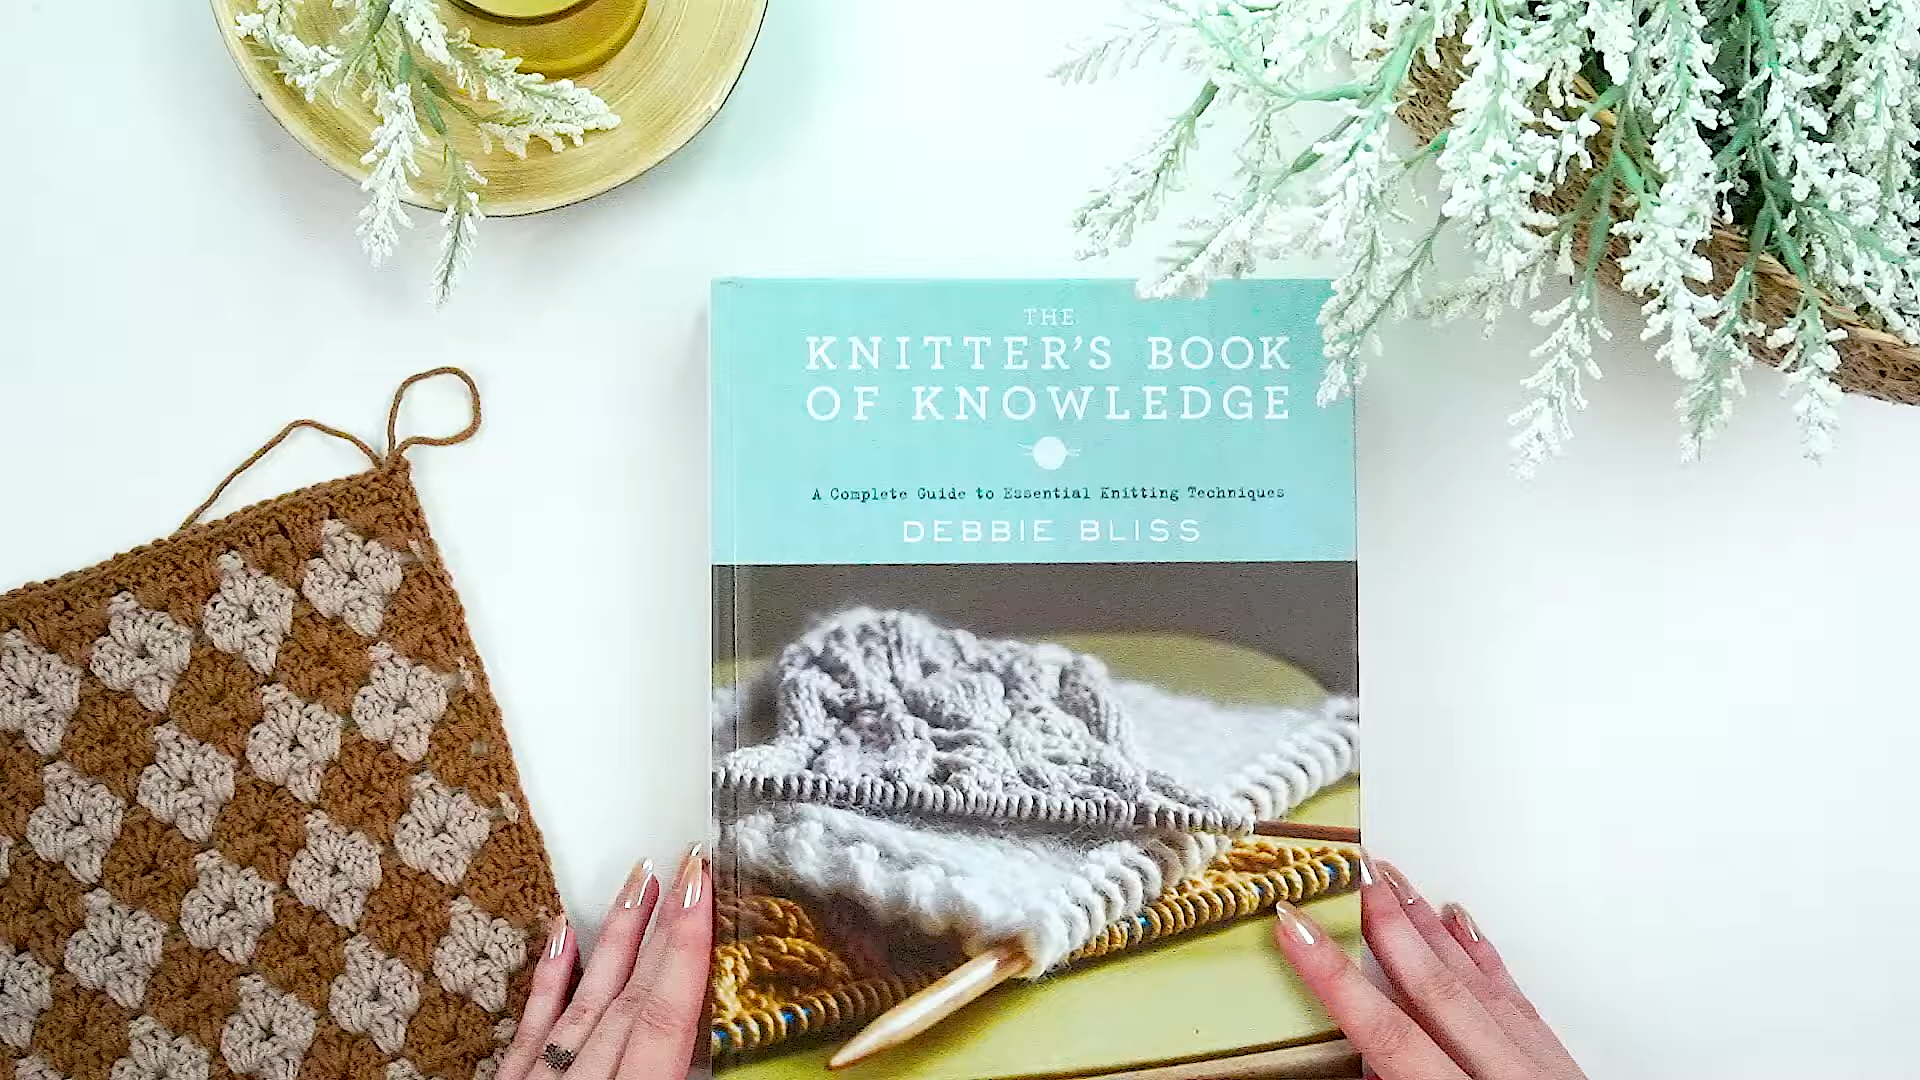 THE
KNITTER'S BOOK
OF KNOWLEDGE
A Complete Guide to Essential Knitting Techniques
DEBBIE BLISS